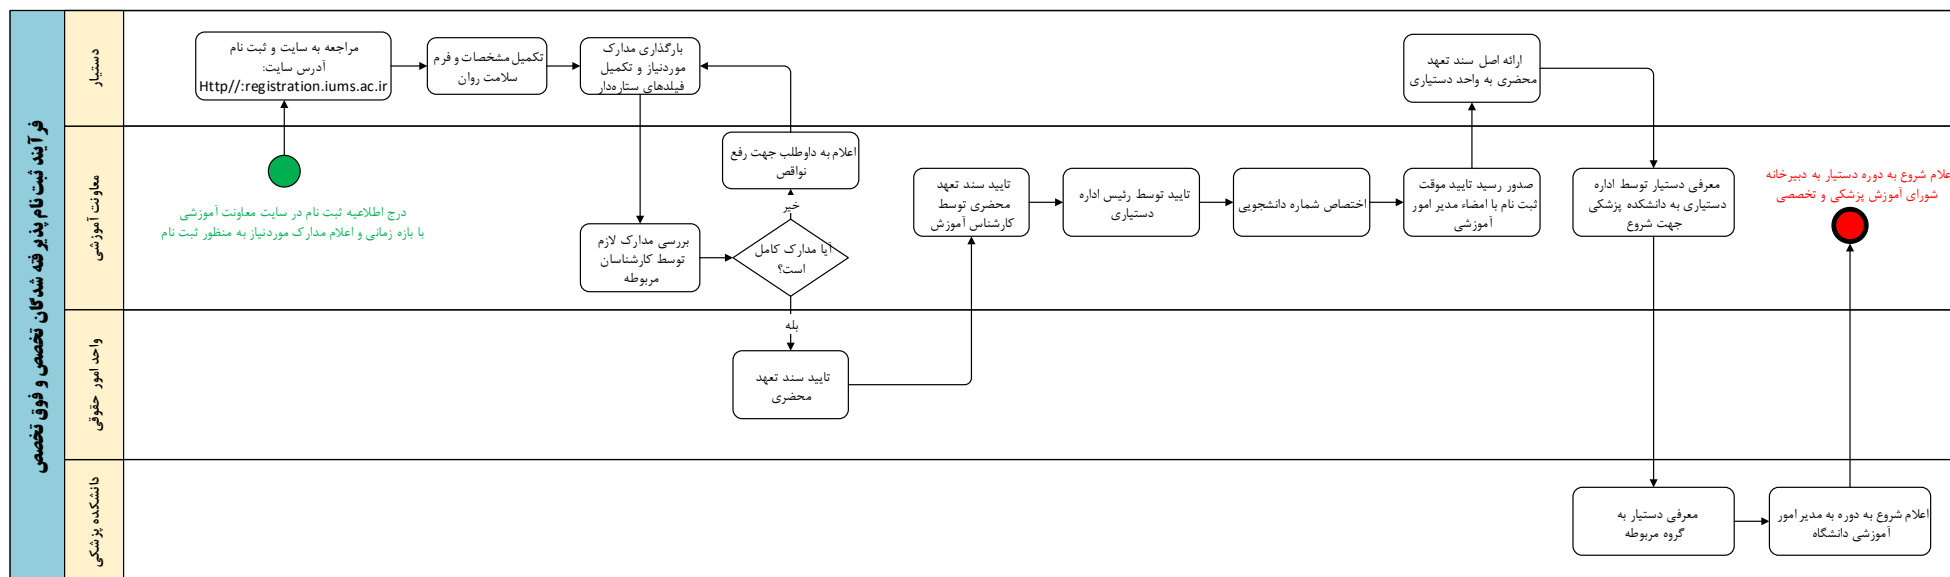 فرآیند ثبت نام پذیرفته شدگان تخصص و فوق تخصص
دستیار
مراجعه به سایت و ثبت نام
آدرس سایت:
Http//:registration.iums.ac.ir
تکمیل مشخصات و فرم
سلامت روان
بارگذاری مدارک
موردنیاز و تکمیل
فیلدهای ستاره‌دار
ارائه اصل سند تعهد
محضری به واحد دستیاری
معاونت آموزشی
درج اطلاعیه ثبت نام در سایت معاونت آموزشی
با بازه زمانی و اعلام مدارک موردنیاز به منظور ثبت نام
اعلام به داوطلب جهت رفع
نواقص
خیر
بررسی مدارک لازم
توسط کارشناسان
مربوطه
آیا مدارک کامل
است؟
بله
تایید سند تعهد
محضری توسط
کارشناس آموزش
تایید توسط رئیس اداره
دستیاری
اختصاص شماره دانشجویی
صدور رسید تایید موقت
ثبت نام با امضاء مدیر امور
آموزشی
معرفی دستیار توسط اداره
دستیاری به دانشکده پزشکی
جهت شروع
علام شروع به دوره دستیار به دبیرخانه
شورای آموزش پزشکی و تخصصی
واحد امور حقوقی
تایید سند تعهد
محضری
دانشکده پزشکی
معرفی دستیار به
گروه مربوطه
اعلام شروع به دوره به مدیر امور
آموزشی دانشگاه